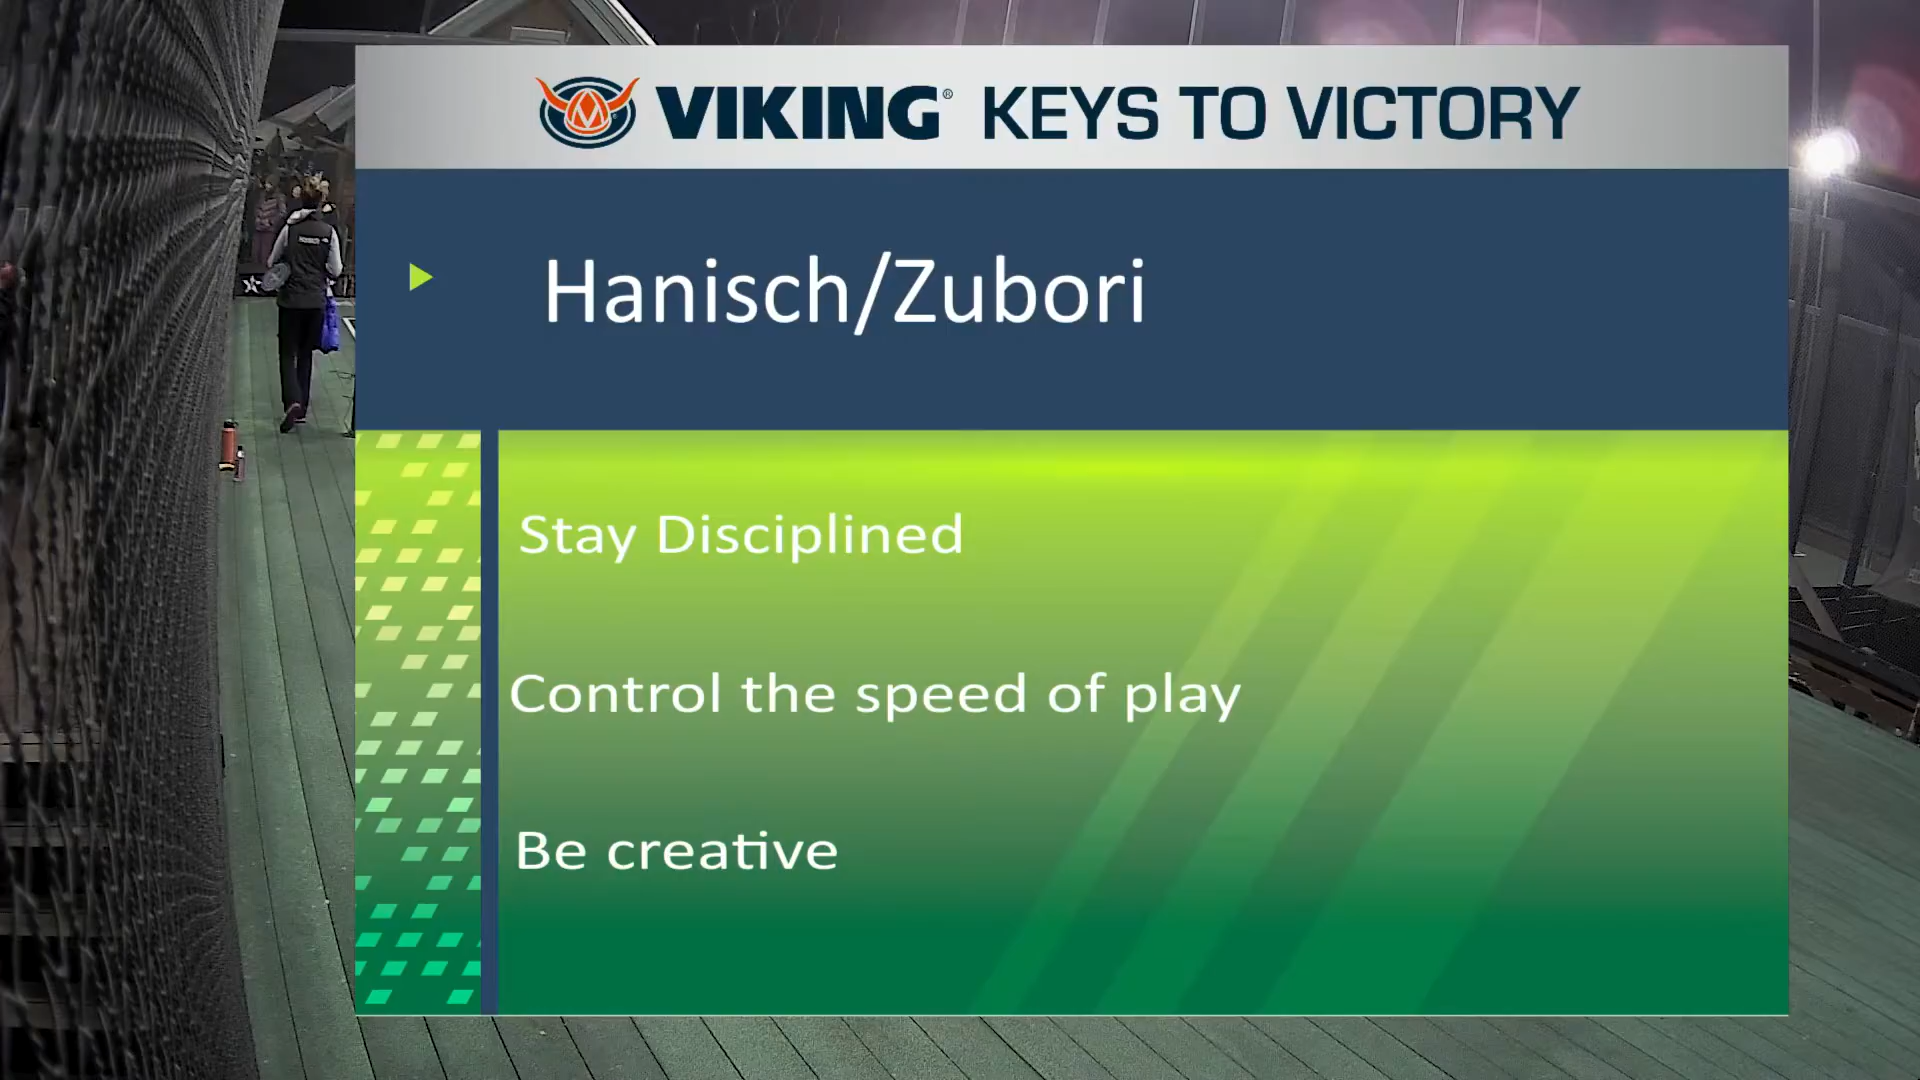 VIKING® KEYS TO VICTORY
Hanisch/Zubori
Stay Disciplined
Control the speed of play
Be creative